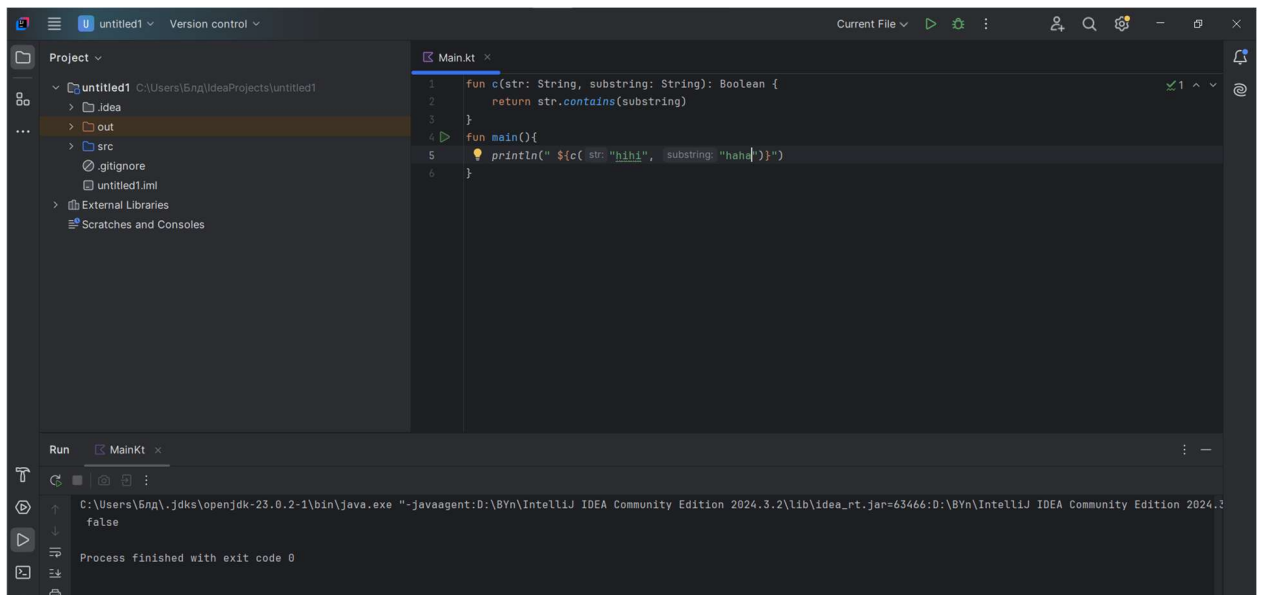 U untitled1 Version control Current File
Project
Main.kt
untitled1 C:\Users\Блд\IdeaProjects\untitled1
.idea
out
src
.gitignore
untitled1.iml
External Libraries
Scratches and Consoles
1 fun c(str: String, substring: String): Boolean {
2 return str.contains(substring)
3 }
4 fun main(){
5 println(" ${c( str: "hihi", substring: "haha")}")
6 }
1
Run MainKt
C:\Users\Блд\.jdks\openjdk-23.0.2-1\bin\java.exe "-javaagent:D:\BYn\IntelliJ IDEA Community Edition 2024.3.2\lib\idea_rt.jar=63466:D:\BYn\IntelliJ IDEA Community Edition 2024.3
false
Process finished with exit code 0